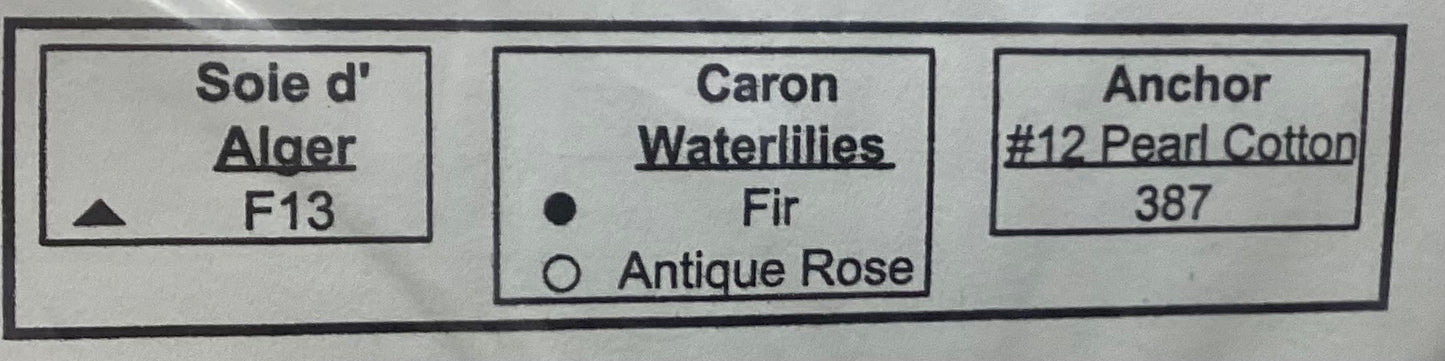 Soie d'
Alger
▲ F13
Caron
Waterlilies
● Fir
○ Antique Rose
Anchor
#12 Pearl Cotton
387